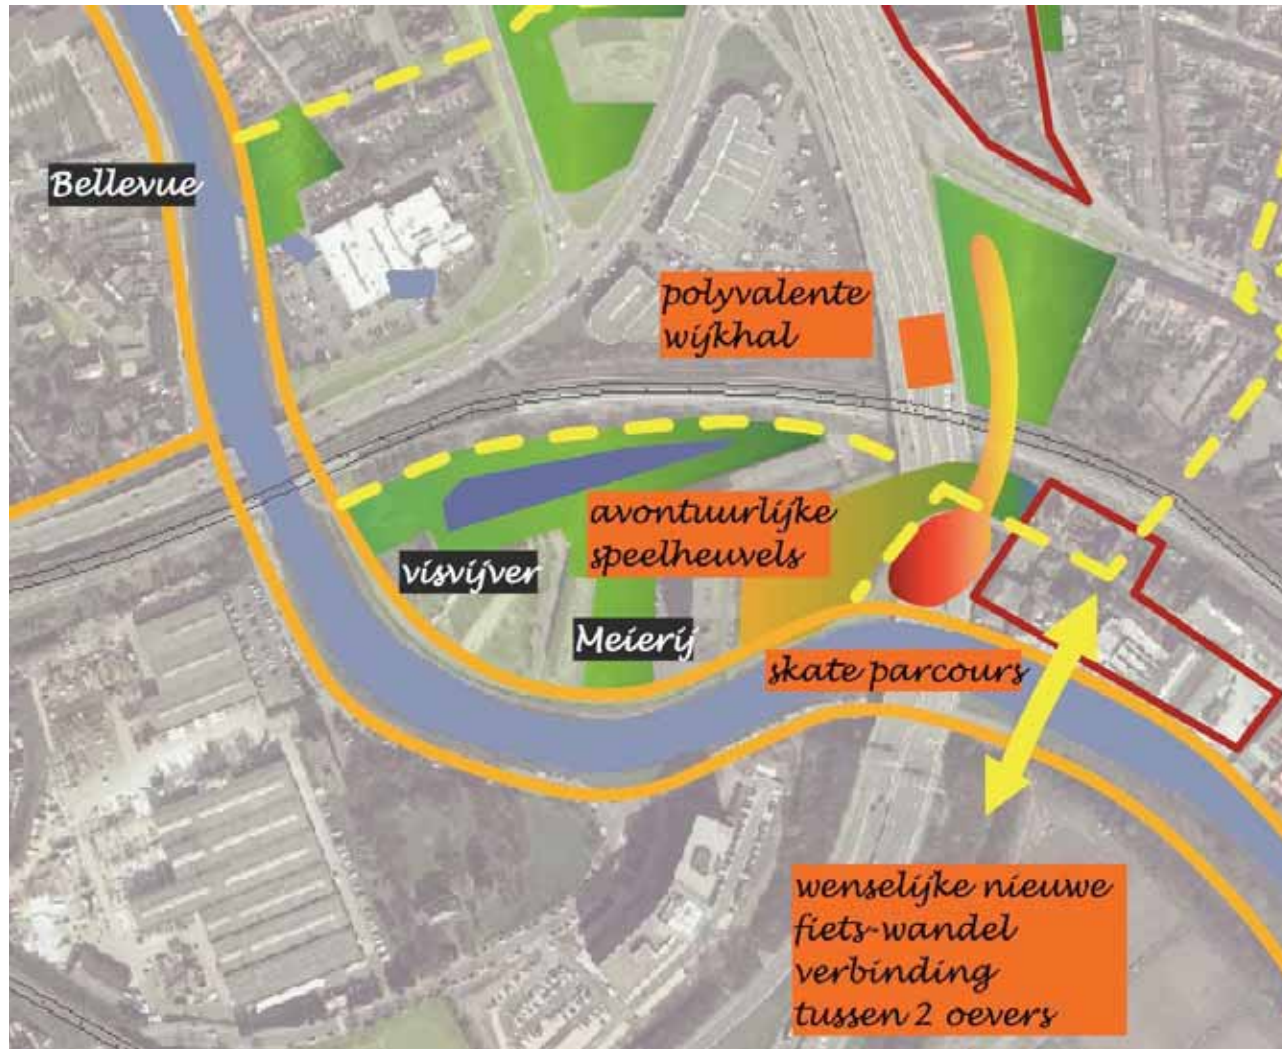 Bellevue
polyvalente
wijkhal
avontuurlijke
speelheuvels
visvijver
Meierij
skate parcours
wenselijke nieuwe
fiets-wandel
verbinding
tussen 2 oevers